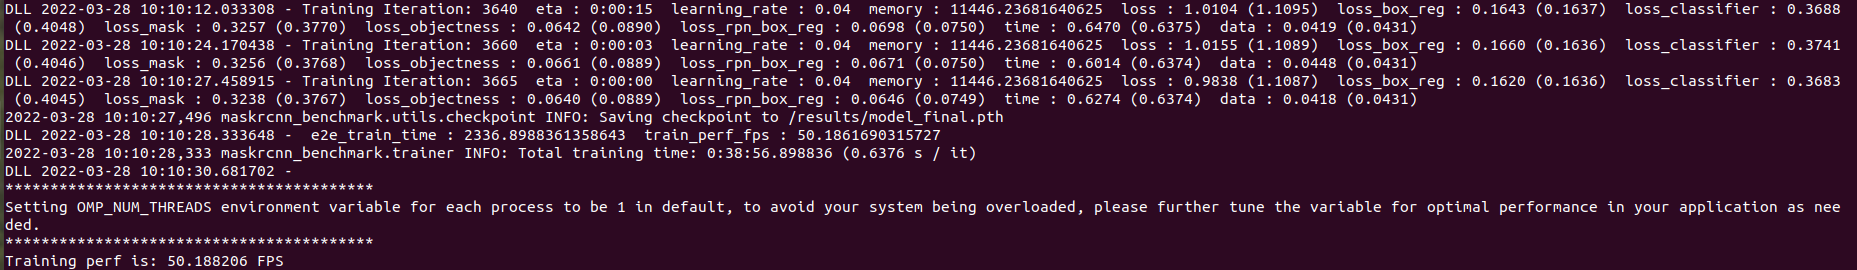 DLL 2022-03-28 10:10:12.033308 - Training Iteration: 3640  eta : 0:00:15  learning_rate : 0.04  memory : 11446.23681640625  loss : 1.0104 (1.1095)  loss_box_reg : 0.1643 (0.1637)  loss_classifier : 0.3688
 (0.4048)  loss_mask : 0.3257 (0.3770)  loss_objectness : 0.0642 (0.0890)  loss_rpn_box_reg : 0.0698 (0.0750)  time : 0.6470 (0.6375)  data : 0.0419 (0.0431)
DLL 2022-03-28 10:10:24.170438 - Training Iteration: 3660  eta : 0:00:03  learning_rate : 0.04  memory : 11446.23681640625  loss : 1.0155 (1.1089)  loss_box_reg : 0.1660 (0.1636)  loss_classifier : 0.3741
 (0.4046)  loss_mask : 0.3256 (0.3768)  loss_objectness : 0.0661 (0.0889)  loss_rpn_box_reg : 0.0671 (0.0750)  time : 0.6014 (0.6374)  data : 0.0448 (0.0431)
DLL 2022-03-28 10:10:27.458915 - Training Iteration: 3665  eta : 0:00:00  learning_rate : 0.04  memory : 11446.23681640625  loss : 0.9838 (1.1087)  loss_box_reg : 0.1620 (0.1636)  loss_classifier : 0.3683
 (0.4045)  loss_mask : 0.3238 (0.3767)  loss_objectness : 0.0640 (0.0889)  loss_rpn_box_reg : 0.0646 (0.0749)  time : 0.6274 (0.6374)  data : 0.0418 (0.0431)
2022-03-28 10:10:27,496 maskrcnn_benchmark.utils.checkpoint INFO: Saving checkpoint to /results/model_final.pth
DLL 2022-03-28 10:10:28.333648 -  e2e_train_time : 2336.8988361358643  train_perf_fps : 50.1861690315727
2022-03-28 10:10:28,333 maskrcnn_benchmark.trainer INFO: Total training time: 0:38:56.898836 (0.6376 s / it)
DLL 2022-03-28 10:10:30.681702 -
*****************************************
Setting OMP_NUM_THREADS environment variable for each process to be 1 in default, to avoid your system being overloaded, please further tune the variable for optimal performance in your application as nee
ded.
*****************************************
Training perf is: 50.188206 FPS